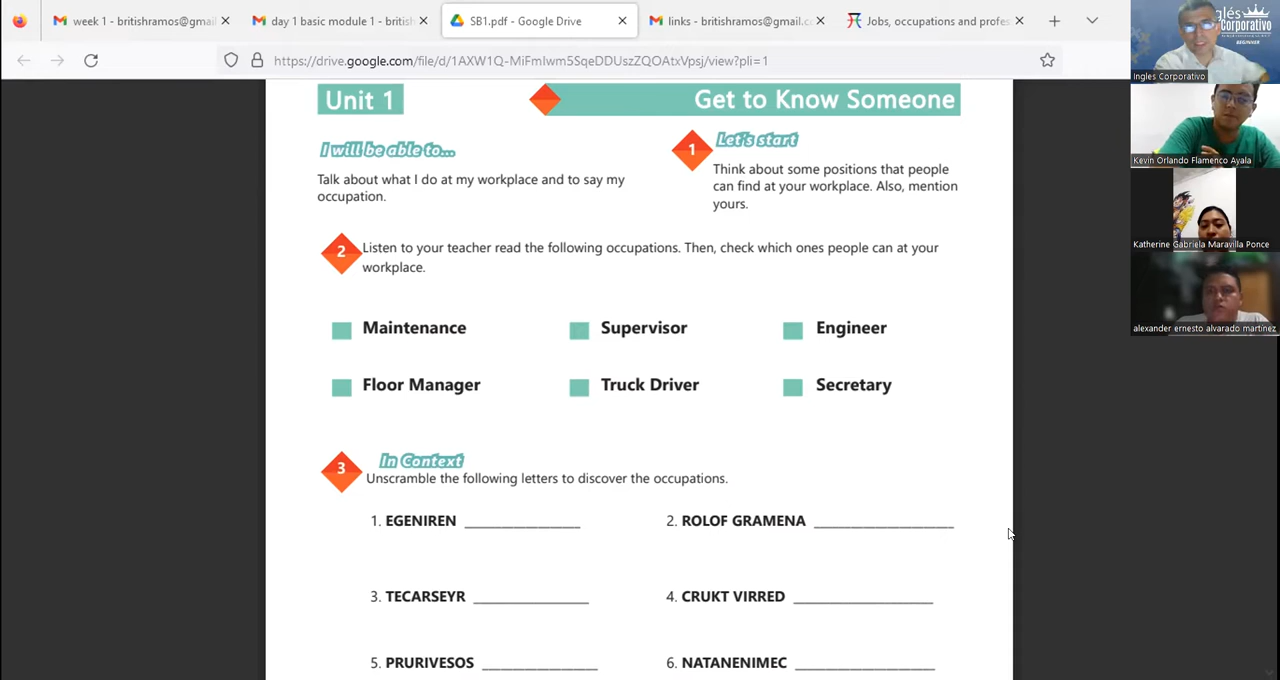 week 1 - britishramos@gmail
day 1 basic module 1 - british
SB1.pdf - Google Drive
links - britishramos@gmail.co
Jobs, occupations and profes
https://drive.google.com/file/d/1AXW1Q-MiFmIwm5SqeDDUszZQOAtxVpsj/view?pli=1
Unit 1
Get to Know Someone
I will be able to...
Talk about what I do at my workplace and to say my
occupation.
1
Let's start
Think about some positions that people
can find at your workplace. Also, mention
yours.
2
Listen to your teacher read the following occupations. Then, check which ones people can at your
workplace.
Maintenance
Supervisor
Engineer
Floor Manager
Truck Driver
Secretary
3
In Context
Unscramble the following letters to discover the occupations.
1. EGENIREN
2. ROLOF GRAMENA
3. TECARSEYR
4. CRUKT VIRRED
5. PRURIVESOS
6. NATANENIMEC
glés
Corporativo
BEGINNER
Ingles Corporativo
Kevin Orlando Flamenco Ayala
Katherine Gabriela Maravilla Ponce
alexander ernesto alvarado martinez